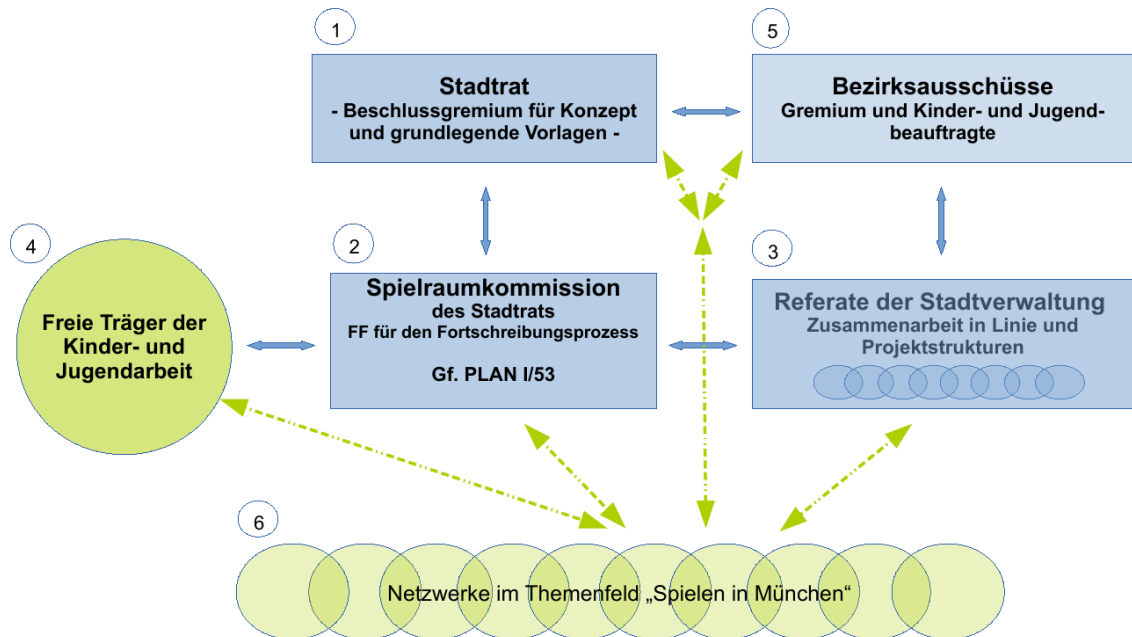 1
Stadtrat
- Beschlussgremium für Konzept
und grundlegende Vorlagen -
5
Bezirksausschüsse
Gremium und Kinder- und Jugend-
beauftragte
4
Freie Träger der
Kinder- und
Jugendarbeit
2
Spielraumkommission
des Stadtrats
FF für den Fortschreibungsprozess
Gf. PLAN I/53
3
Referate der Stadtverwaltung
Zusammenarbeit in Linie und
Projektstrukturen
6
Netzwerke im Themenfeld „Spielen in München“